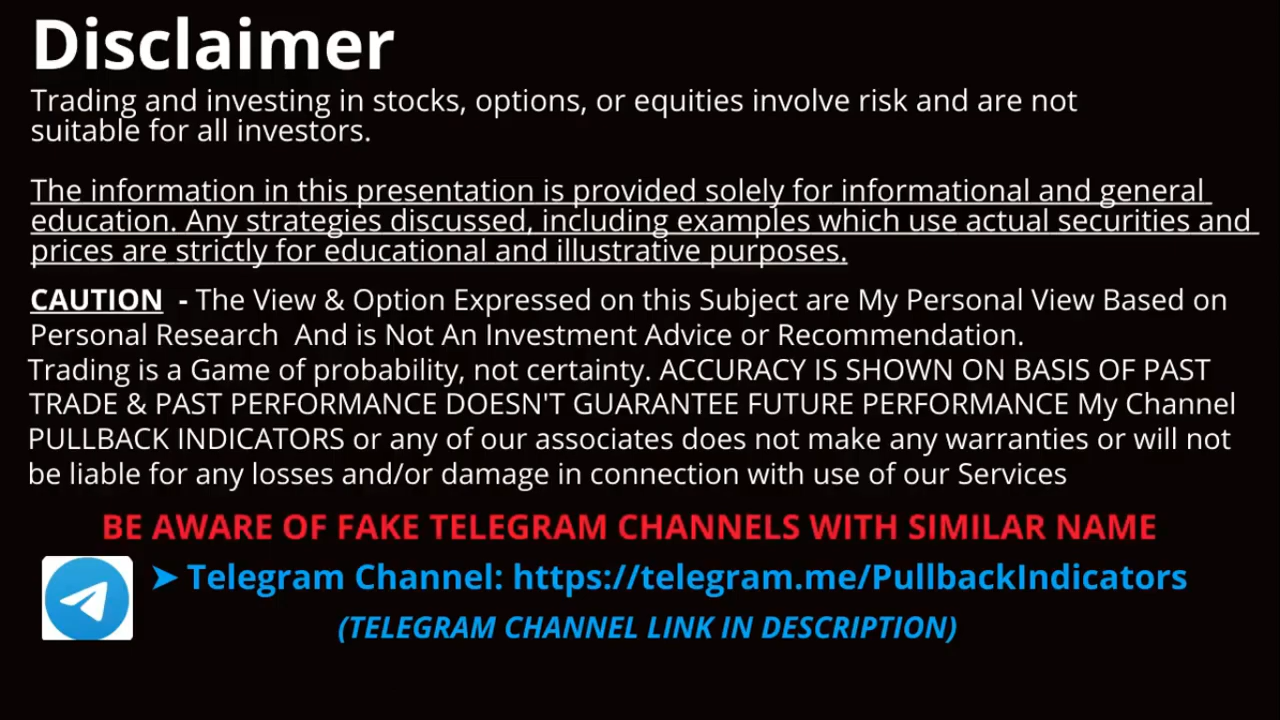 Disclaimer
Trading and investing in stocks, options, or equities involve risk and are not
suitable for all investors.
The information in this presentation is provided solely for informational and general
education. Any strategies discussed, including examples which use actual securities and
prices are strictly for educational and illustrative purposes.
CAUTION - The View & Option Expressed on this Subject are My Personal View Based on
Personal Research And is Not An Investment Advice or Recommendation.
Trading is a Game of probability, not certainty. ACCURACY IS SHOWN ON BASIS OF PAST
TRADE & PAST PERFORMANCE DOESN'T GUARANTEE FUTURE PERFORMANCE My Channel
PULLBACK INDICATORS or any of our associates does not make any warranties or will not
be liable for any losses and/or damage in connection with use of our Services
BE AWARE OF FAKE TELEGRAM CHANNELS WITH SIMILAR NAME
➤ Telegram Channel: https://telegram.me/PullbackIndicators
(TELEGRAM CHANNEL LINK IN DESCRIPTION)